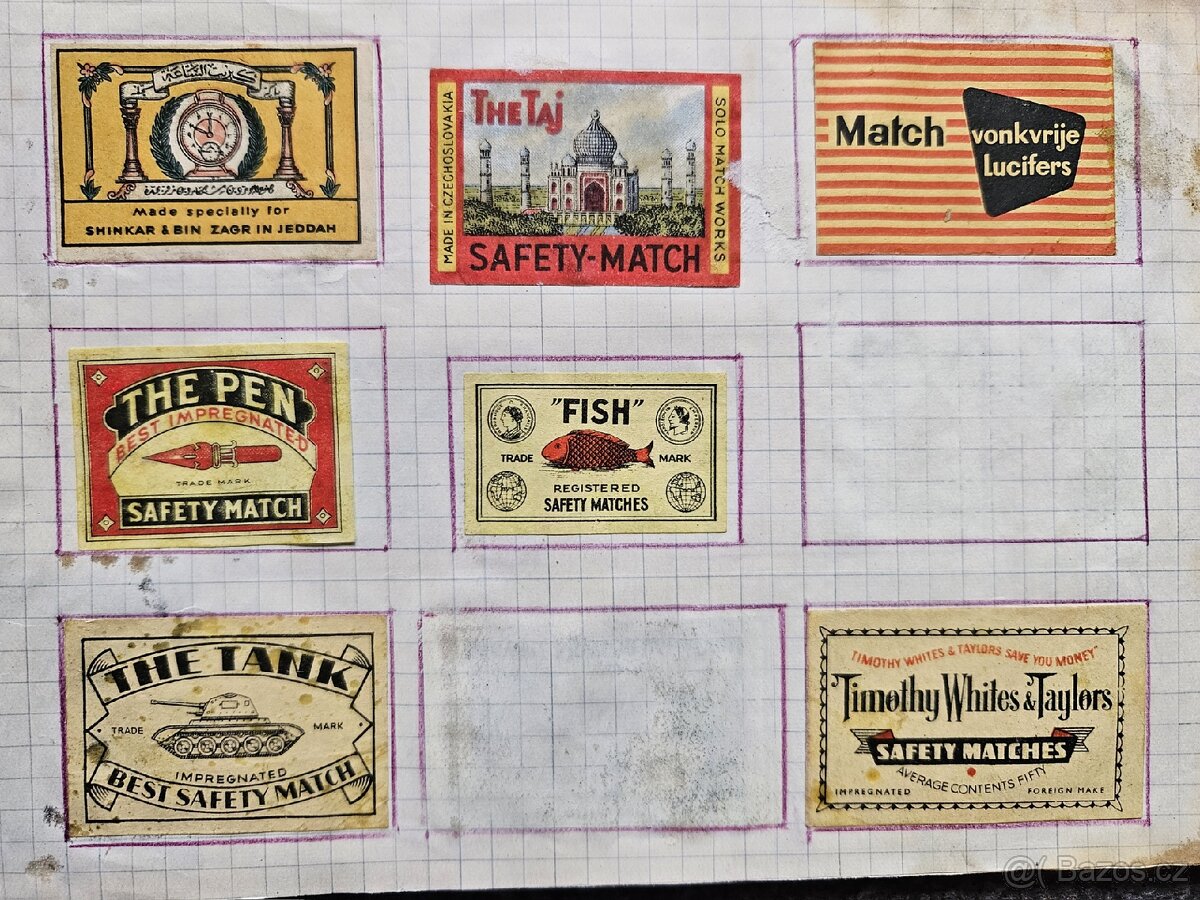 كبريت الساعة
Made specially for
SHINKAR & BIN ZAGR IN JEDDAH
MADE IN CZECHOSLOVAKIA
THE TAJ
SOLO MATCH WORKS
SAFETY-MATCH
Match
vonkvrije
Lucifers
THE PEN
BEST IMPREGNATED
TRADE MARK
SAFETY MATCH
"FISH"
TRADE MARK
REGISTERED
SAFETY MATCHES
THE TANK
TRADE MARK
IMPREGNATED
BEST SAFETY MATCH
"TIMOTHY WHITES & TAYLORS SAVE YOU MONEY"
Timothy Whites & Taylors
SAFETY MATCHES
AVERAGE CONTENTS FIFTY
IMPREGNATED FOREIGN MAKE
Bazos.cz